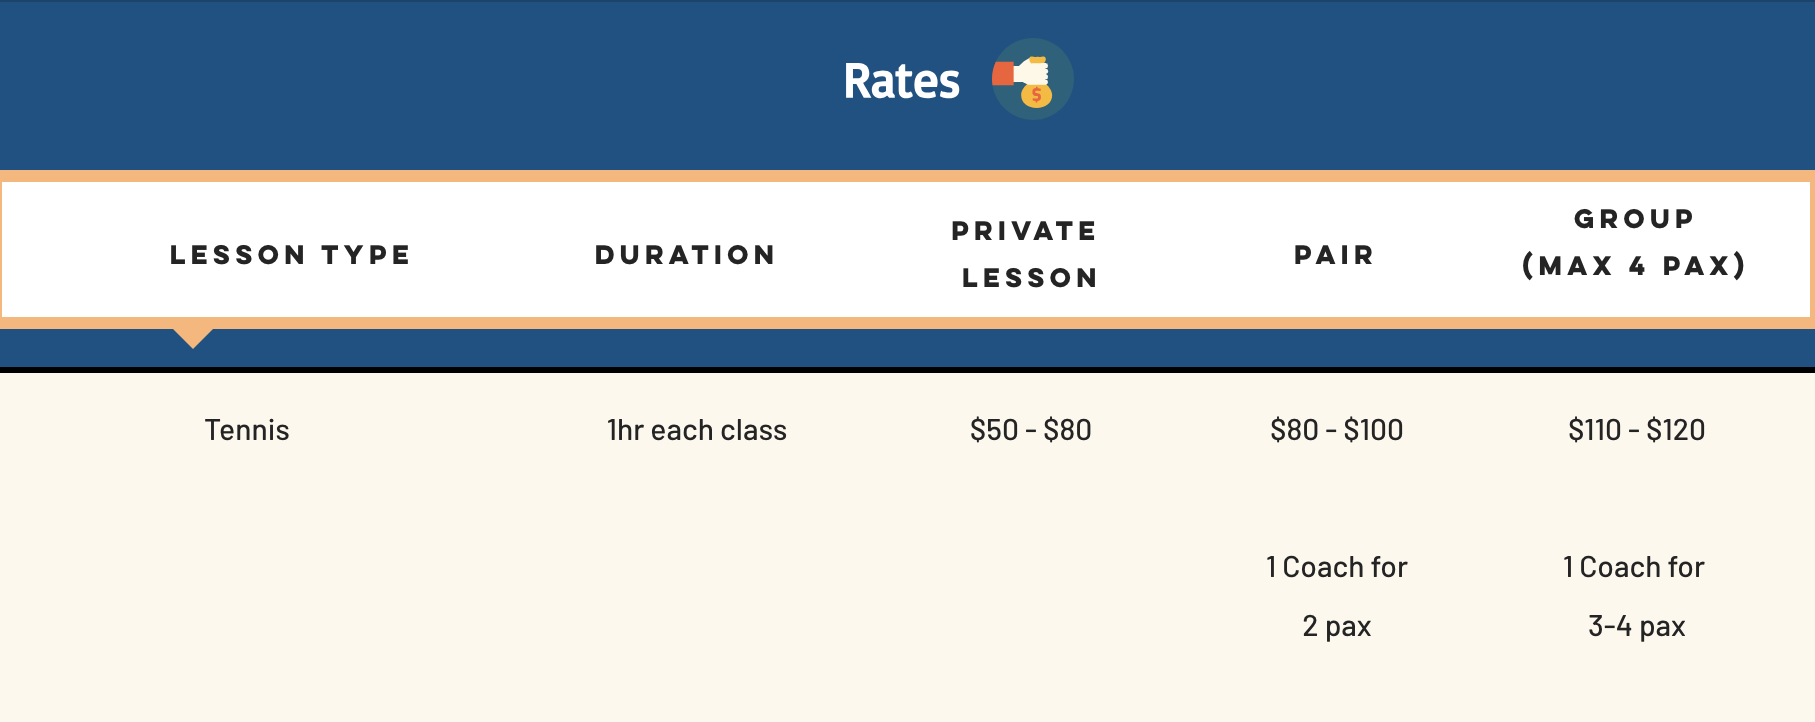 Rates
$
LESSON TYPE
DURATION
PRIVATE
LESSON
PAIR
GROUP
(MAX 4 PAX)
Tennis
1hr each class
$50 - $80
$80 - $100
$110 - $120
1 Coach for
2 pax
1 Coach for
3-4 pax